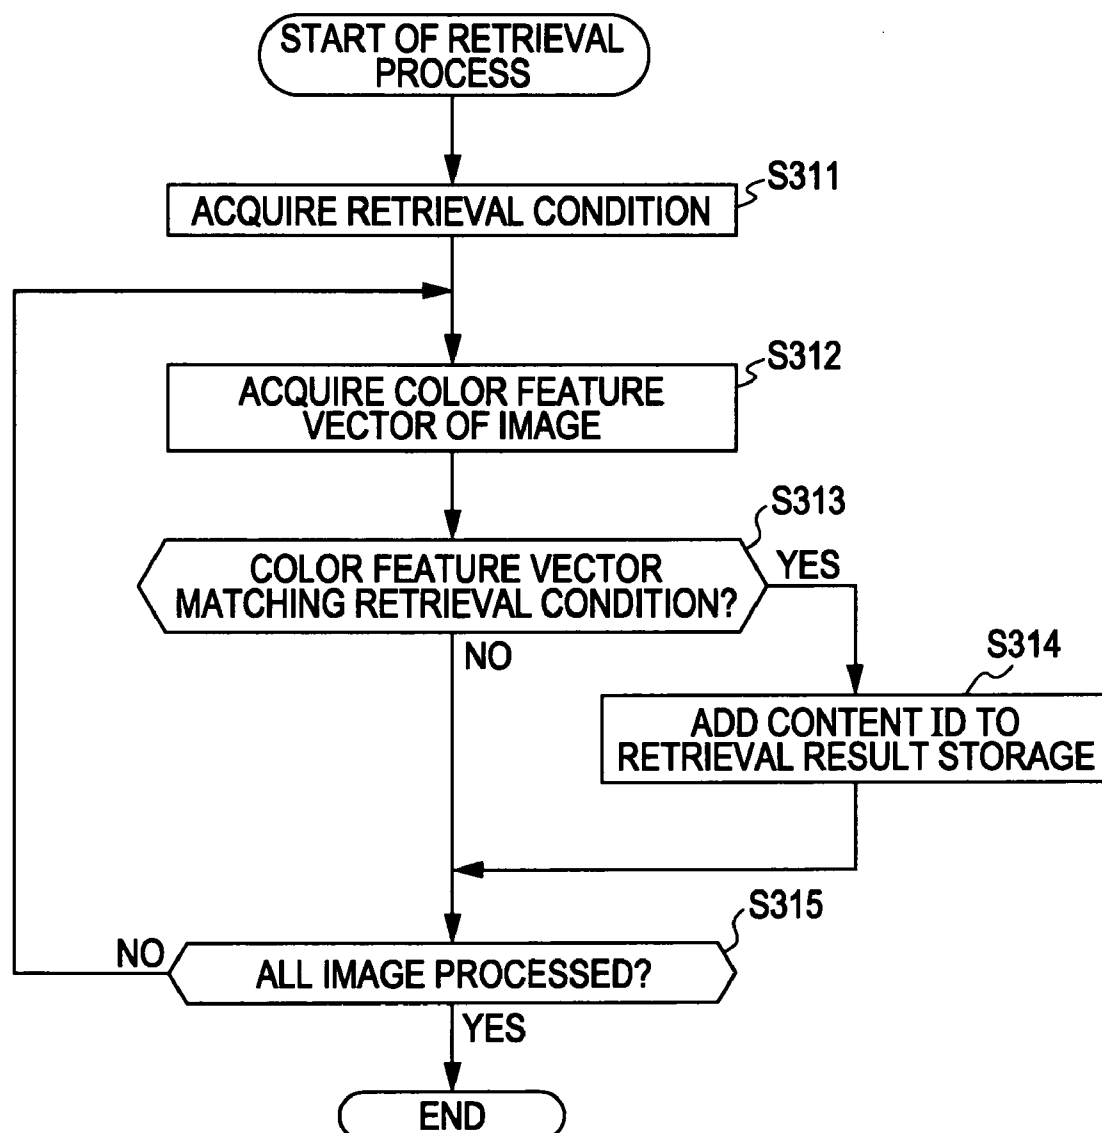 START OF RETRIEVAL
PROCESS
S311
ACQUIRE RETRIEVAL CONDITION
S312
ACQUIRE COLOR FEATURE
VECTOR OF IMAGE
S313
COLOR FEATURE VECTOR
MATCHING RETRIEVAL CONDITION?
YES
NO
S314
ADD CONTENT ID TO
RETRIEVAL RESULT STORAGE
S315
NO
ALL IMAGE PROCESSED?
YES
END